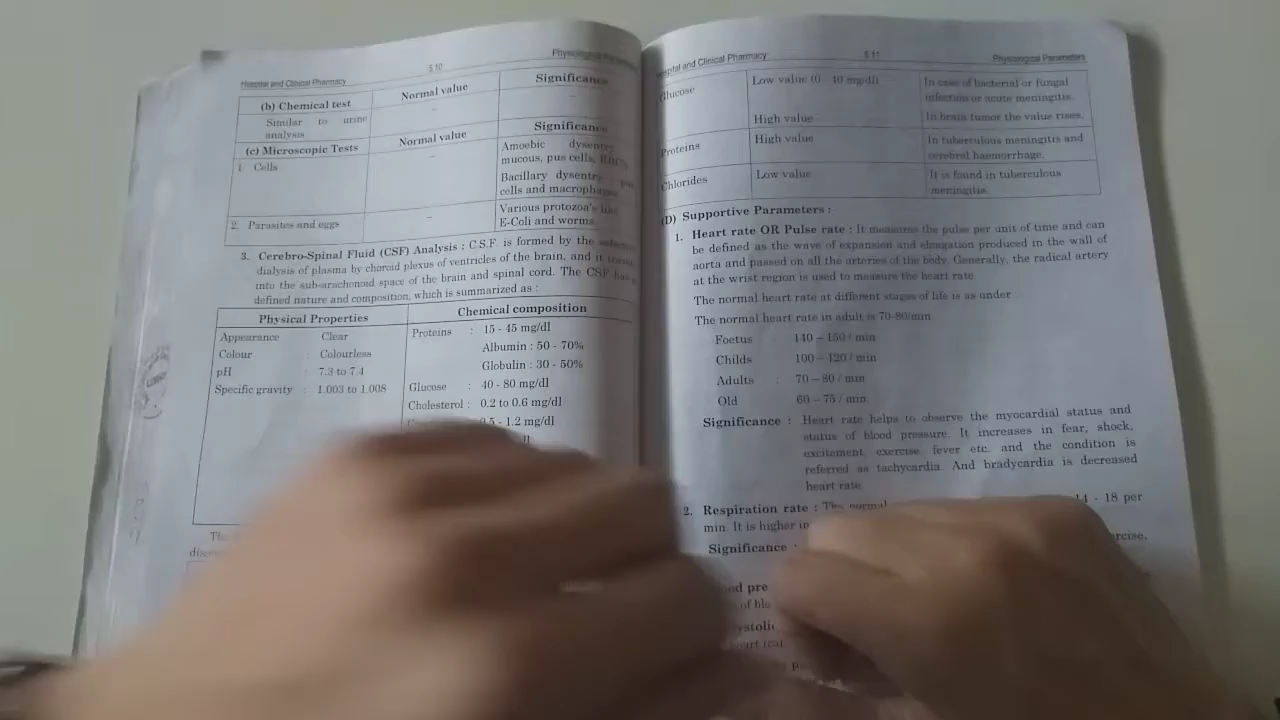 Hospital and Clinical Pharmacy 5.10 Physiological
(b) Chemical test Normal value Significance
Similar to urine analysis – –
(c) Microscopic Tests Normal value Significance
1. Cells – Amoebic dysentry
mucous, pus cells,
Bacillary dysentry
cells and macrophages
2. Parasites and eggs – Various protozoa's like
E-Coli and worms.
3. Cerebro-Spinal Fluid (CSF) Analysis : C.S.F. is formed by the
dialysis of plasma by choroid plexus of ventricles of the brain, and it
into the sub-arachonoid space of the brain and spinal cord. The CSF has
defined nature and composition, which is summarized as :
Physical Properties Chemical composition
Appearance Clear
Colour : Colourless
pH : 7.3 to 7.4
Specific gravity : 1.003 to 1.008
Proteins : 15 - 45 mg/dl
Albumin : 50 - 70%
Globulin : 30 - 50%
Glucose : 40 - 80 mg/dl
Cholesterol : 0.2 to 0.6 mg/dl
0.5 - 1.2 mg/dl
Hospital and Clinical Pharmacy 5.11 Physiological Parameters
Glucose Low value (0 - 40 mg/dl) In case of bacterial or fungal
infection or acute meningitis.
High value In brain tumor the value rises.
Proteins High value In tuberculous meningitis and
cerebral haemorrhage.
Chlorides Low value It is found in tuberculous
meningitis.
(D) Supportive Parameters :
1. Heart rate OR Pulse rate : It measures the pulse per unit of time and can
be defined as the wave of expansion and elongation produced in the wall of
aorta and passed on all the arteries of the body. Generally, the radical artery
at the wrist region is used to measure the heart rate.
The normal heart rate at different stages of life is as under :
The normal heart rate in adult is 70-80/min
Foetus 140 – 150 / min
Childs 100 – 120 / min
Adults : 70 – 80 / min
Old 60 – 75 / min
Significance : Heart rate helps to observe the myocardial status and
status of blood pressure. It increases in fear, shock,
excitement, exercise, fever etc. and the condition is
referred as tachycardia. And bradycardia is decreased
heart rate.
2. Respiration rate : The normal 14 - 18 per
min. It is higher in
Significance :